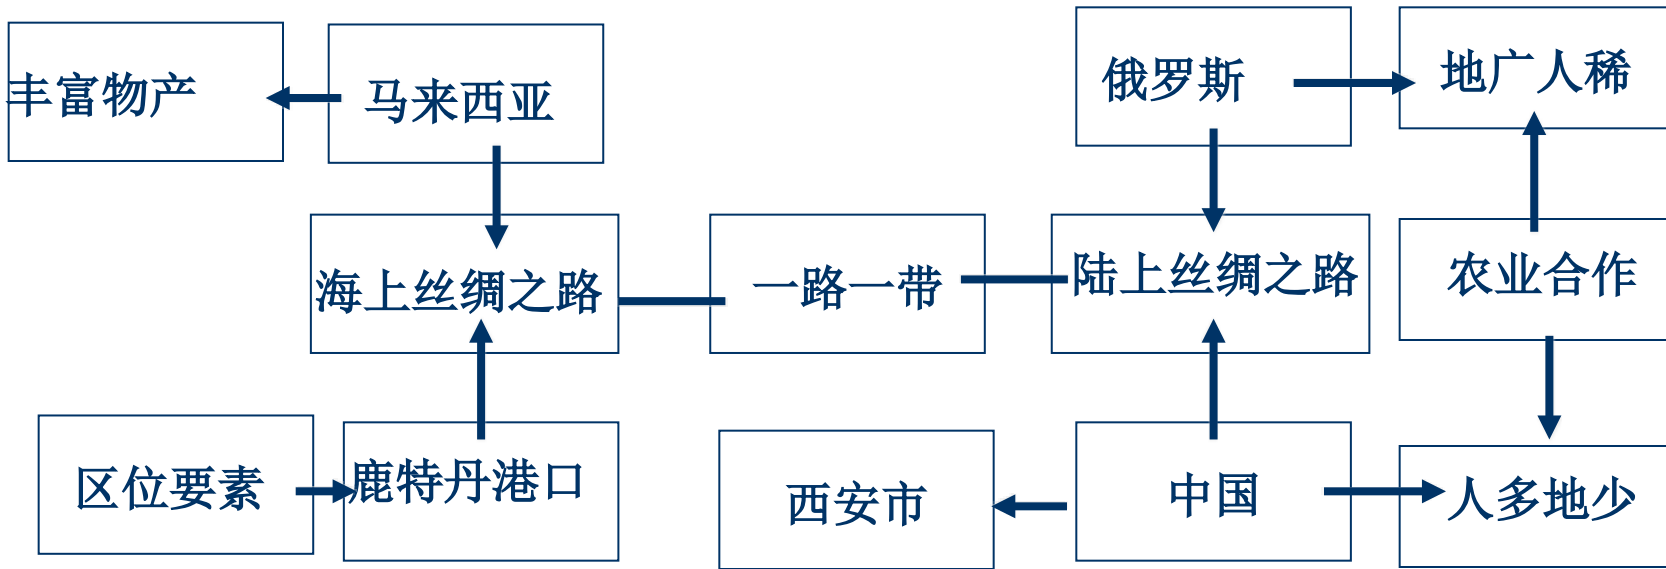 丰富物产
马来西亚
俄罗斯
地广人稀
海上丝绸之路
一路一带
陆上丝绸之路
农业合作
区位要素
鹿特丹港口
西安市
中国
人多地少